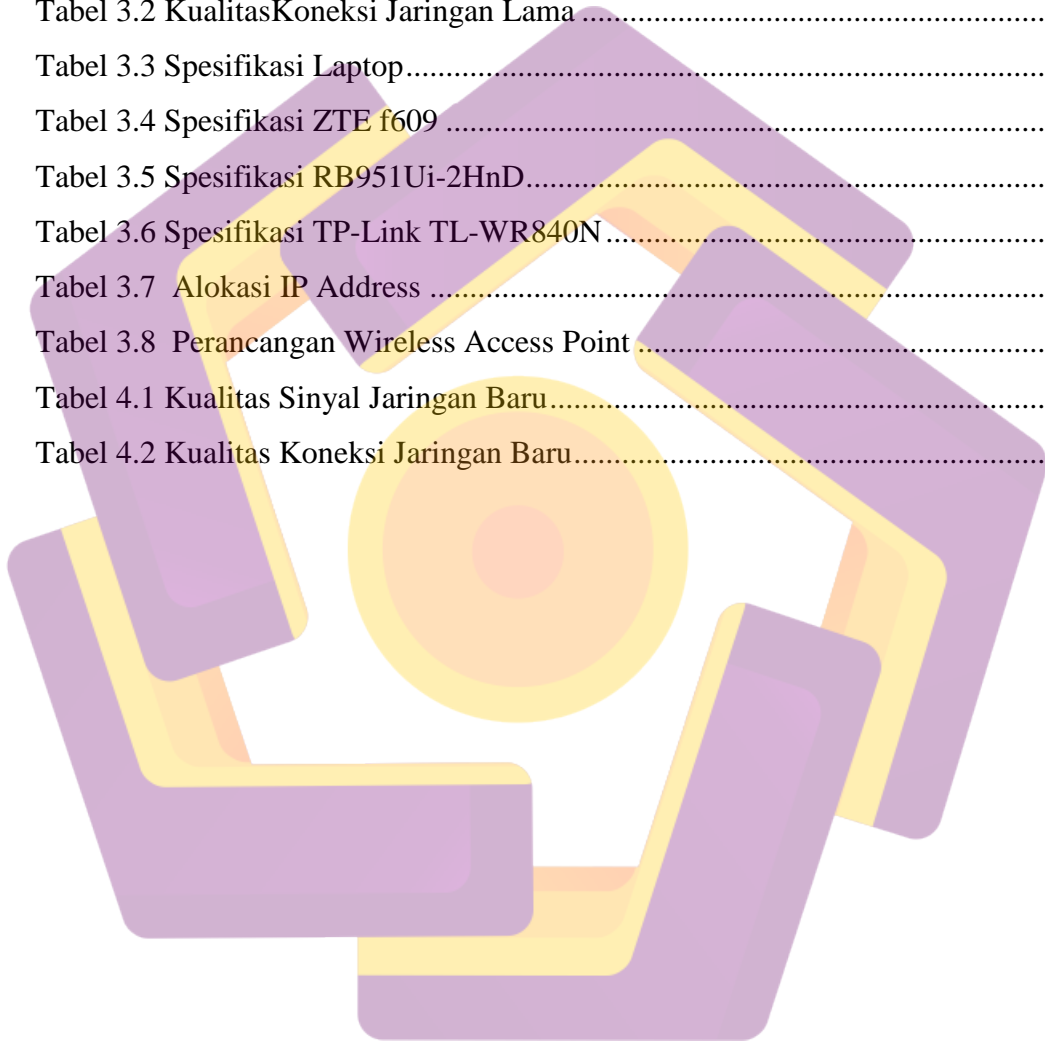 Tabel 3.2 KualitasKoneksi Jaringan Lama ........................................................
Tabel 3.3 Spesifikasi Laptop................................................................................
Tabel 3.4 Spesifikasi ZTE f609 ...........................................................................
Tabel 3.5 Spesifikasi RB951Ui-2HnD.................................................................
Tabel 3.6 Spesifikasi TP-Link TL-WR840N.......................................................
Tabel 3.7  Alokasi IP Address .............................................................................
Tabel 3.8  Perancangan Wireless Access Point ...................................................
Tabel 4.1 Kualitas Sinyal Jaringan Baru..............................................................
Tabel 4.2 Kualitas Koneksi Jaringan Baru...........................................................